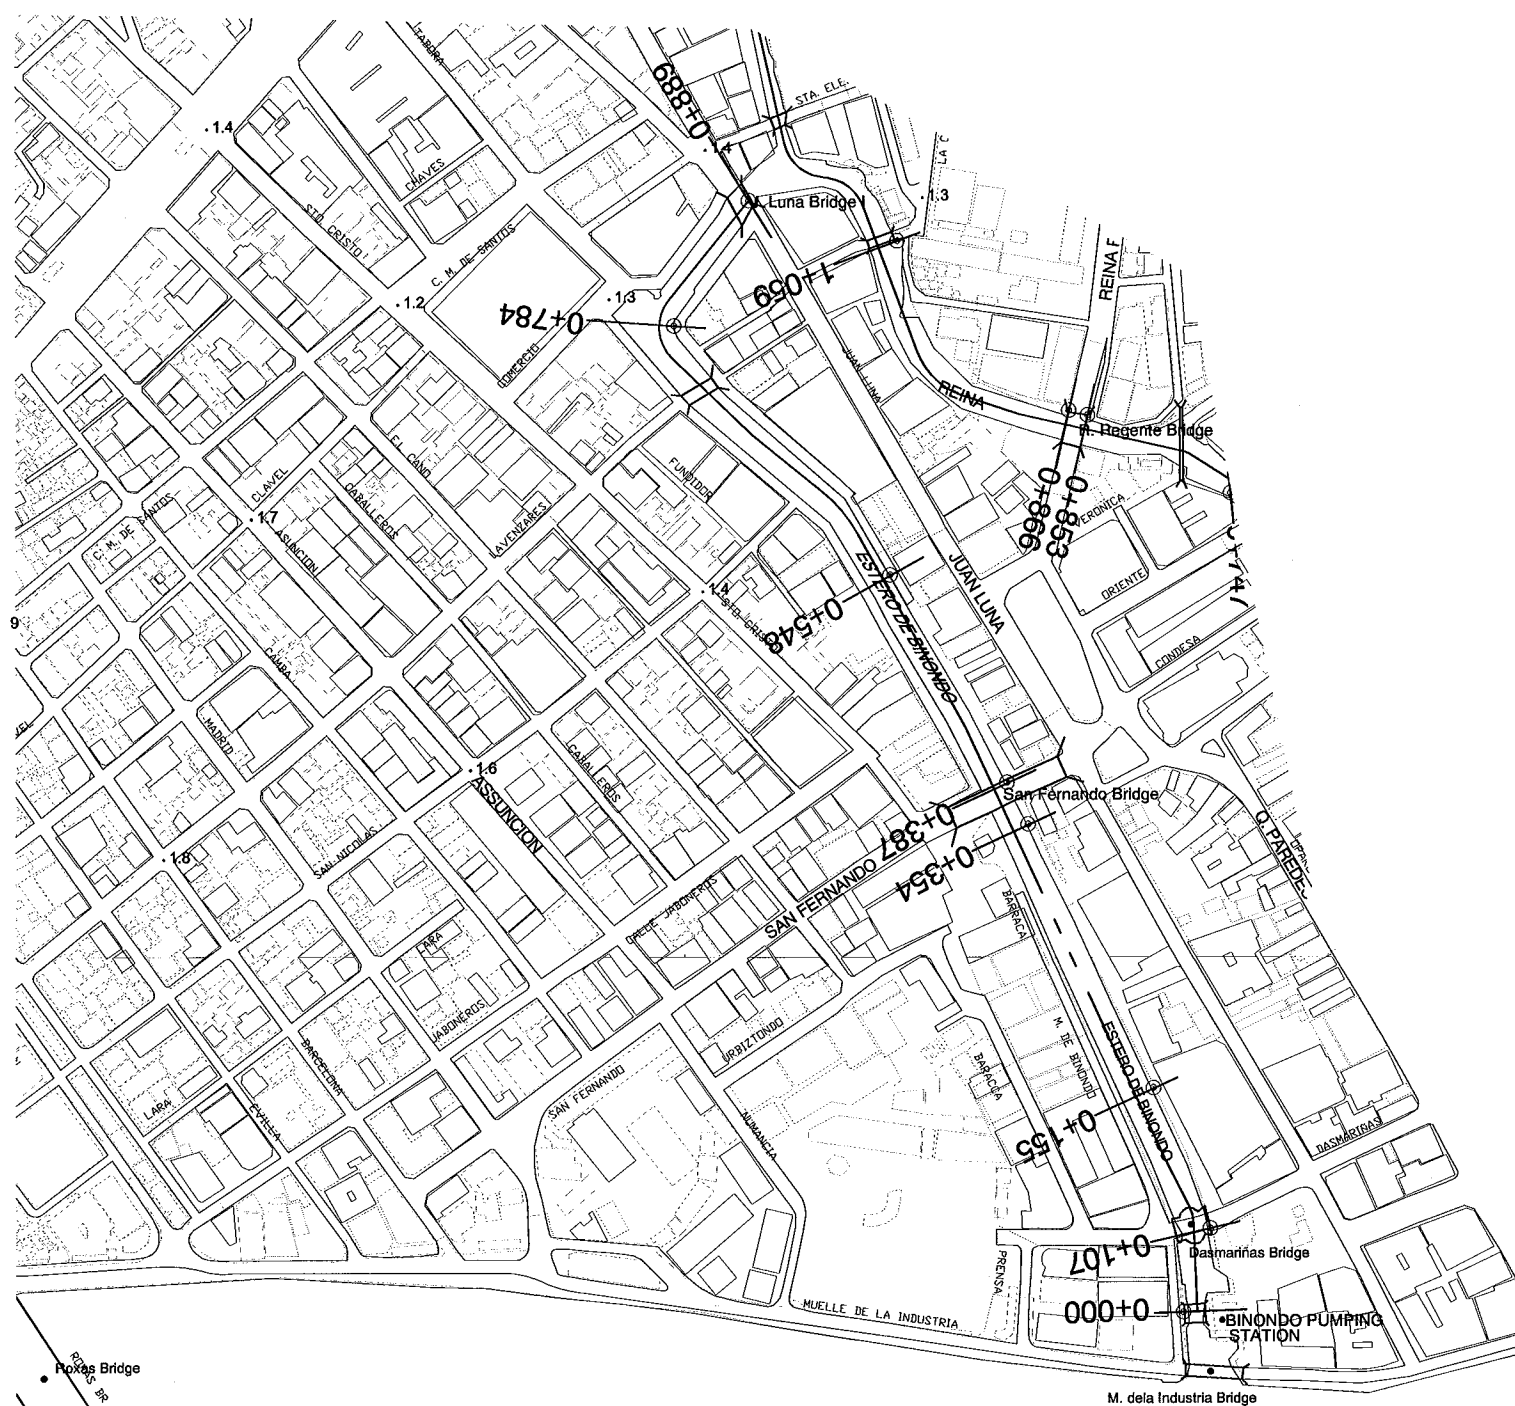 TABORA
0+889
STA. ELE.
1.4
1.4
LA C
CHAVES
1.3
J. Luna Bridge I
STO. CRISTO
C. M. DE SANTOS
REINA R
1+059
1.2
1.3
0+784
COMERCIO
JUAN LUNA
REINA
R. Regente Bridge
EL CANO
FUNDIDOR
CLAVEL
CABALLEROS
0+866
0+853
VERONICA
C. M. DE SANTOS
1.7
LAVENZARES
ASUNCION
ESTERO DE BINONDO
JUAN LUNA
ORIENTE
1.4
STO. CRISTO
0+548
9
CONDESA
CAMBA
MADRID
VEL
1.6
CABALLEROS
ASSUNCION
San Fernando Bridge
0+387
0+354
Q. PAREDES
SAN NICOLAS
1.8
CALLE JABONEROS
SAN FERNANDO
BARRACA
LARA
JABONEROS
URBIZTONDO
BARCELONA
M. DE BINONDO
ESTERO DE BINONDO
BARACCA
SAN FERNANDO
LARA
NUMANCIA
0+155
DASMARIÑAS
0+107
Dasmariñas Bridge
PRENSA
MUELLE DE LA INDUSTRIA
0+000
BINONDO PUMPING
STATION
Roxas Bridge
M. dela Industria Bridge